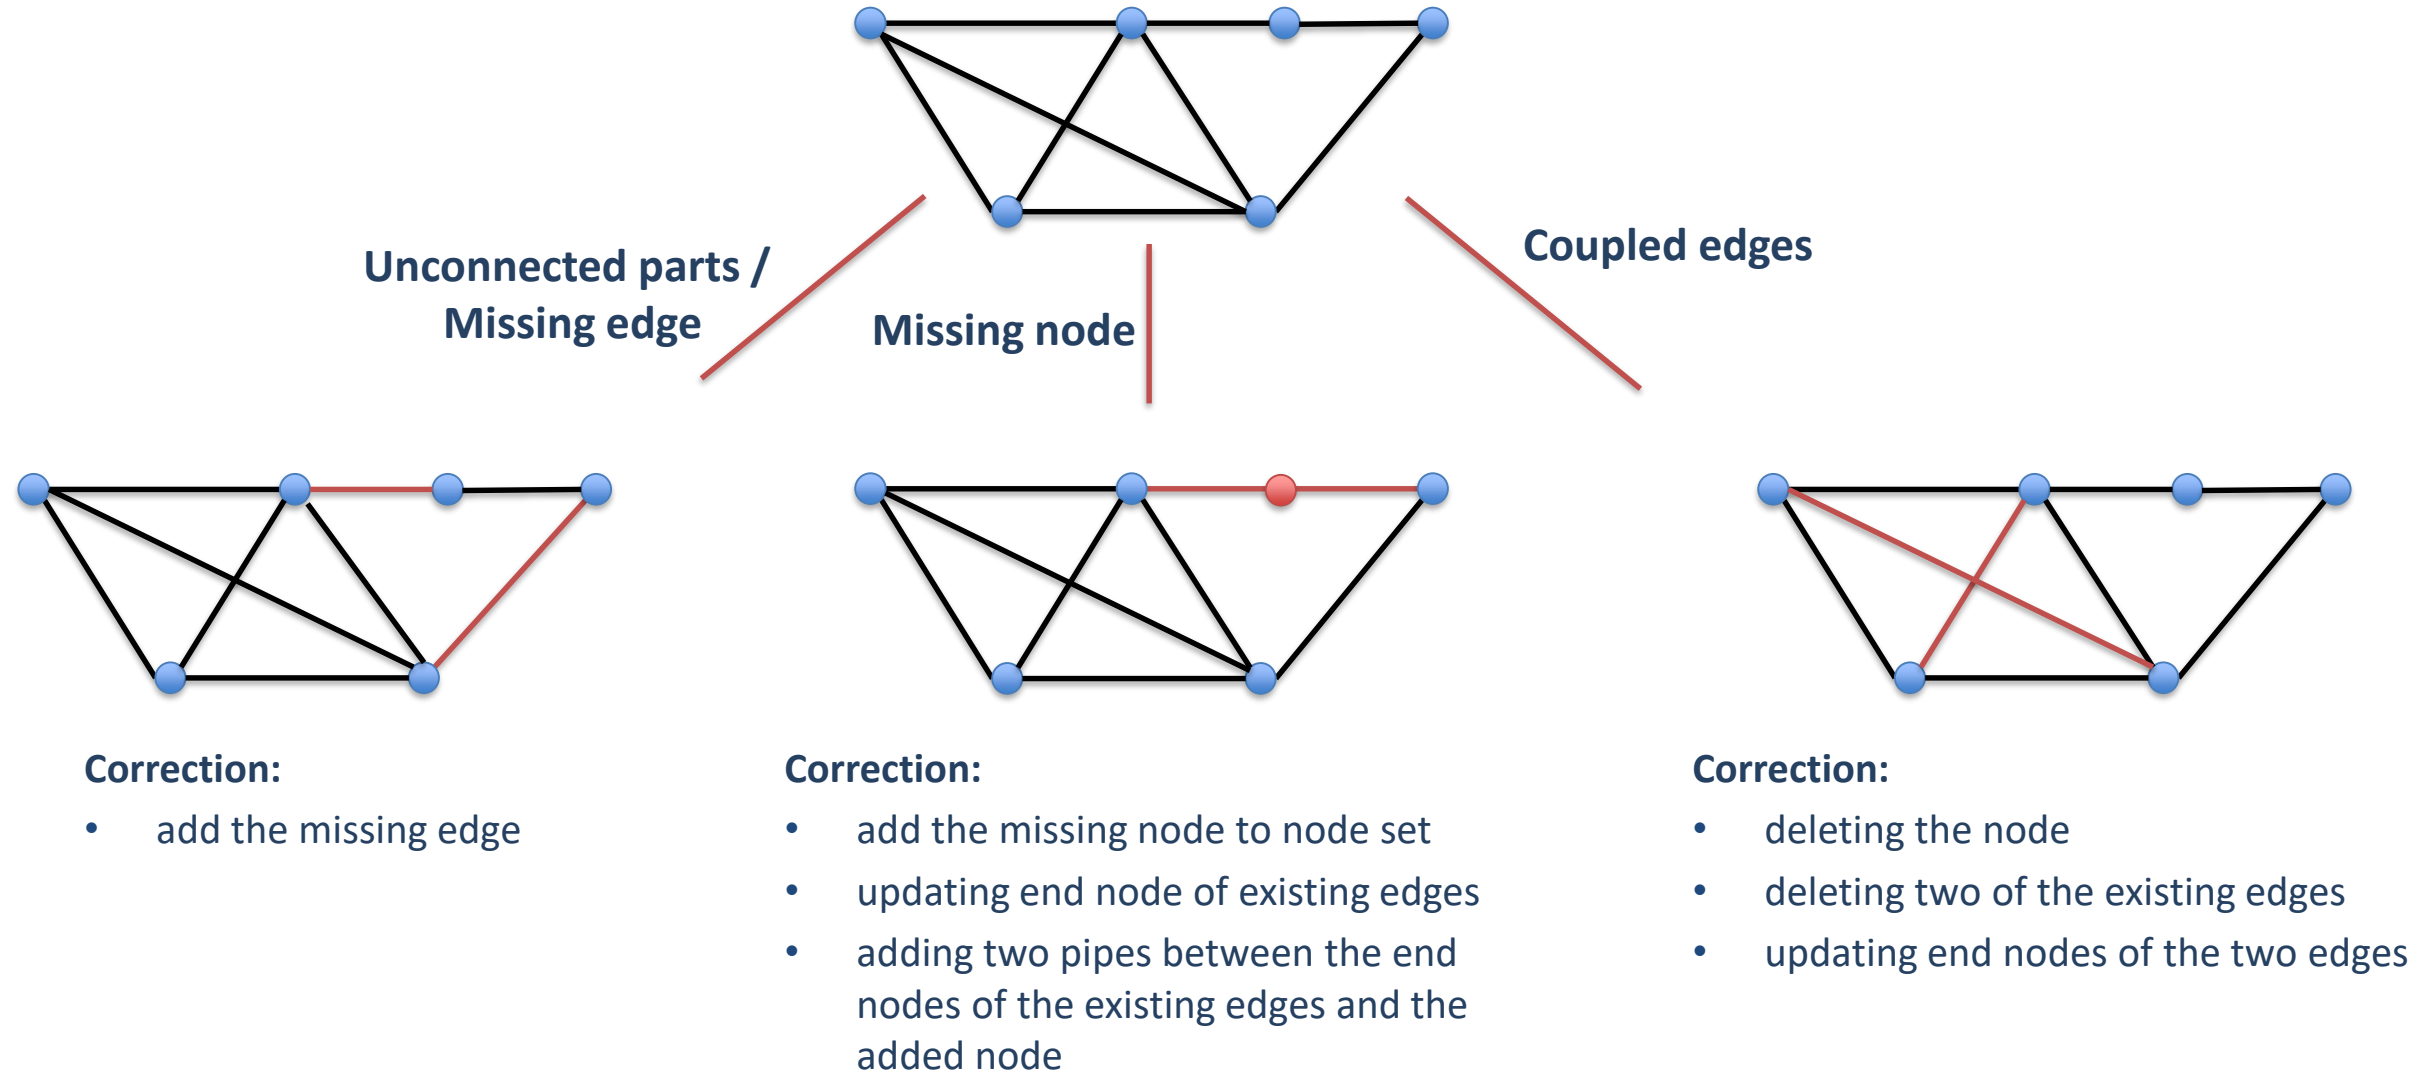 Unconnected parts /
Missing edge
Missing node
Coupled edges
Correction:
• add the missing edge
Correction:
• add the missing node to node set
• updating end node of existing edges
• adding two pipes between the end
nodes of the existing edges and the
added node
Correction:
• deleting the node
• deleting two of the existing edges
• updating end nodes of the two edges